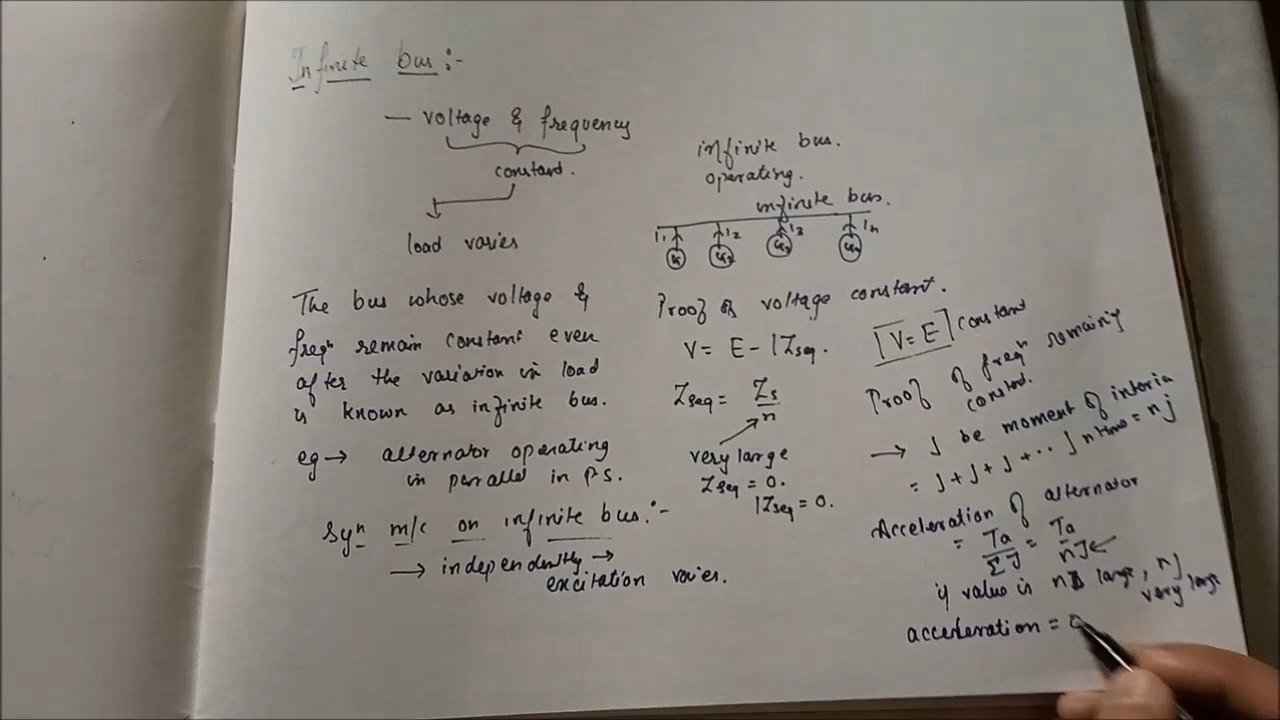 Infinite bus :-
— voltage & frequency
constant.
load varies
The bus whose voltage &
freqn remain constant even
after the variation in load
is known as infinite bus.
eg → alternator operating
in parallel in P.S.
Syn m/c on infinite bus :-
→ independently →
excitation varies.
infinite bus.
operating.
infinite bus.
I1 I2 I3 In
G2 G3 Gn
Proof of voltage constant.
V = E - IZseq.
Zseq = Zs/n
very large
Zseq = 0.
IZseq = 0.
V = E constant
Proof of freqn remaining
constant.
→ J be moment of interia
= J + J + J + .. J n times = nj
Acceleration of alternator
= Ta/ΣJ = Ta/nJ ←
if value is n large, nJ
very large
acceleration =